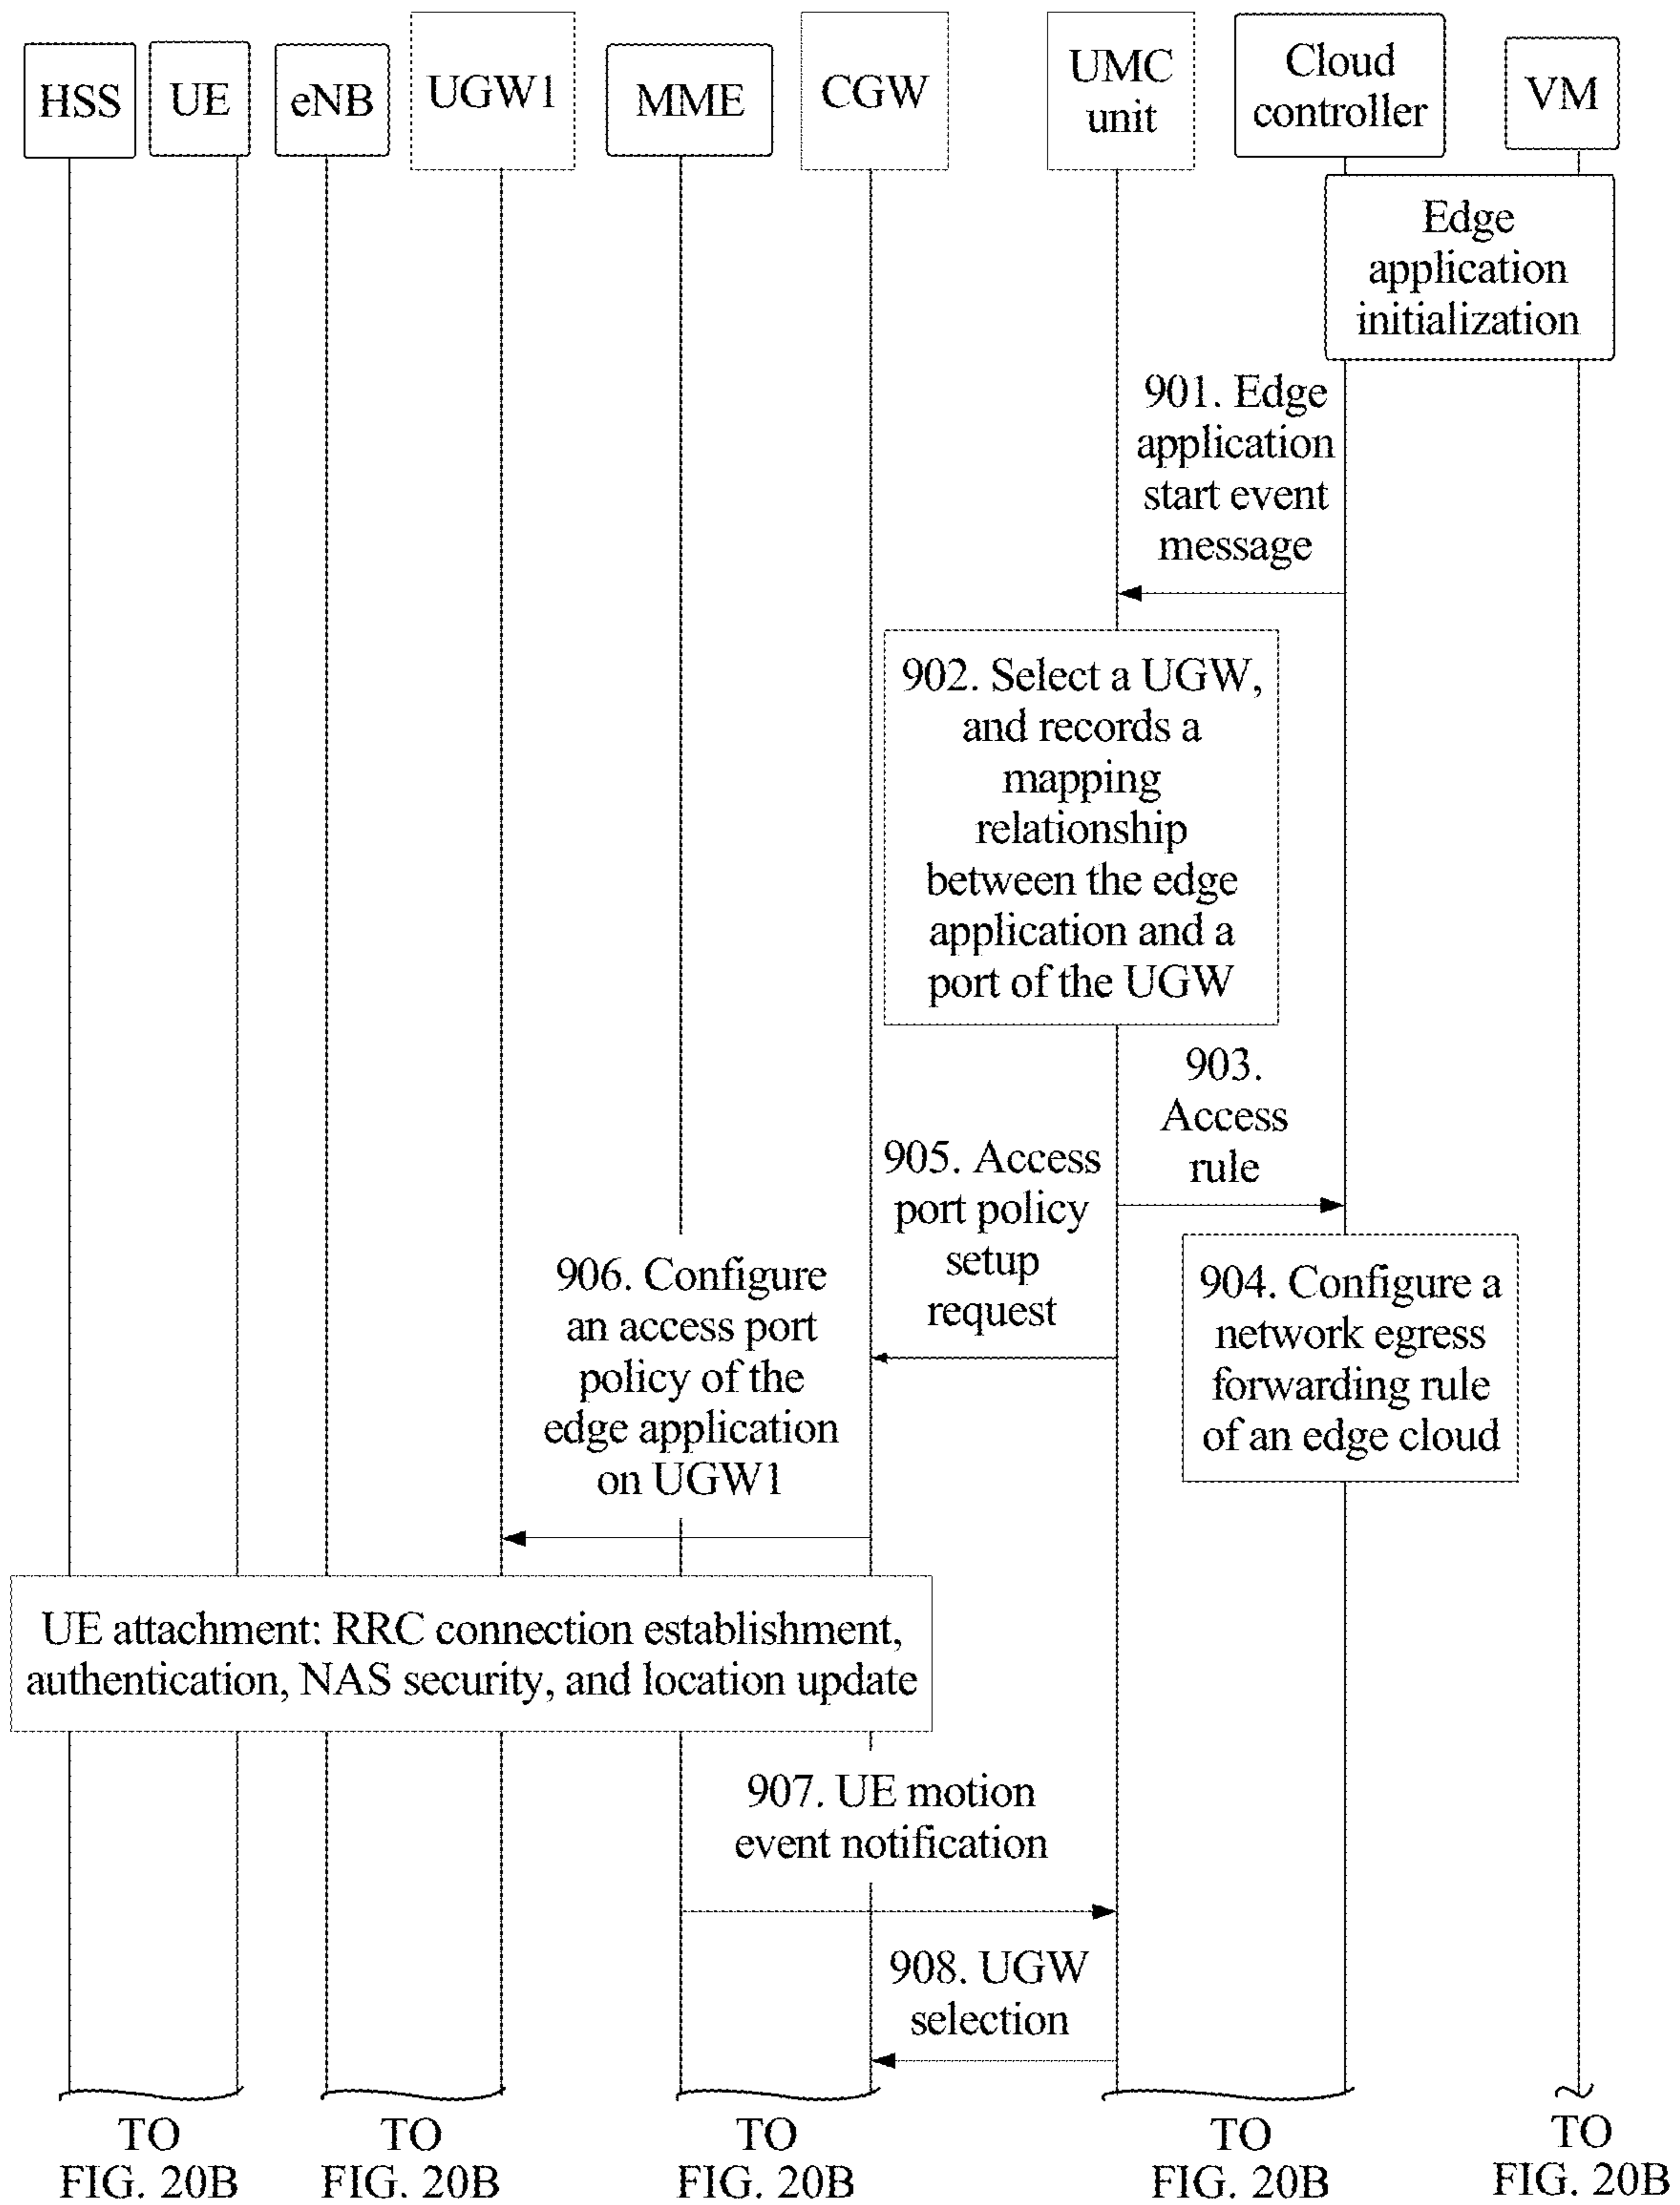 HSS
UE
eNB
UGW1
MME
CGW
UMC
unit
Cloud
controller
VM
Edge
application
initialization
901. Edge
application
start event
message
902. Select a UGW,
and records a
mapping
relationship
between the edge
application and a
port of the UGW
903.
Access
rule
905. Access
port policy
setup
request
904. Configure a
network egress
forwarding rule
of an edge cloud
906. Configure
an access port
policy of the
edge application
on UGW1
UE attachment: RRC connection establishment,
authentication, NAS security, and location update
907. UE motion
event notification
908. UGW
selection
TO
FIG. 20B
TO
FIG. 20B
TO
FIG. 20B
TO
FIG. 20B
TO
FIG. 20B